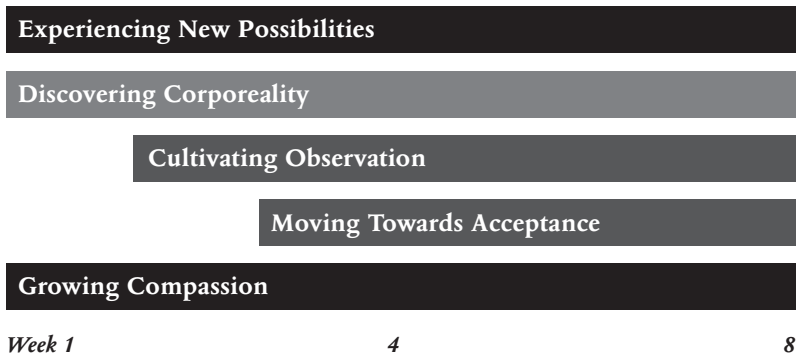 Experiencing New Possibilities
Discovering Corporeality
Cultivating Observation
Moving Towards Acceptance
Growing Compassion
Week 1 4 8